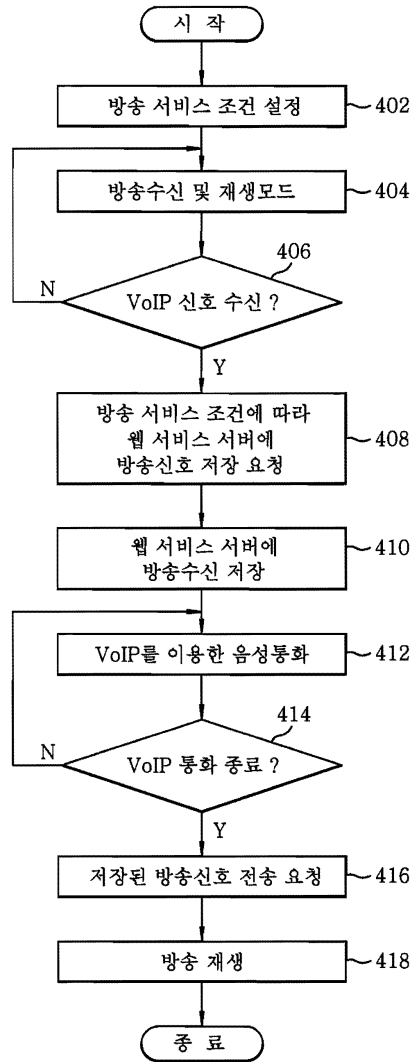 시 작
방송 서비스 조건 설정
402
방송수신 및 재생모드
404
406
VoIP 신호 수신 ?
N
Y
방송 서비스 조건에 따라
웹 서비스 서버에
방송신호 저장 요청
408
웹 서비스 서버에
방송수신 저장
410
VoIP를 이용한 음성통화
412
414
VoIP 통화 종료 ?
N
Y
저장된 방송신호 전송 요청
416
방송 재생
418
종 료